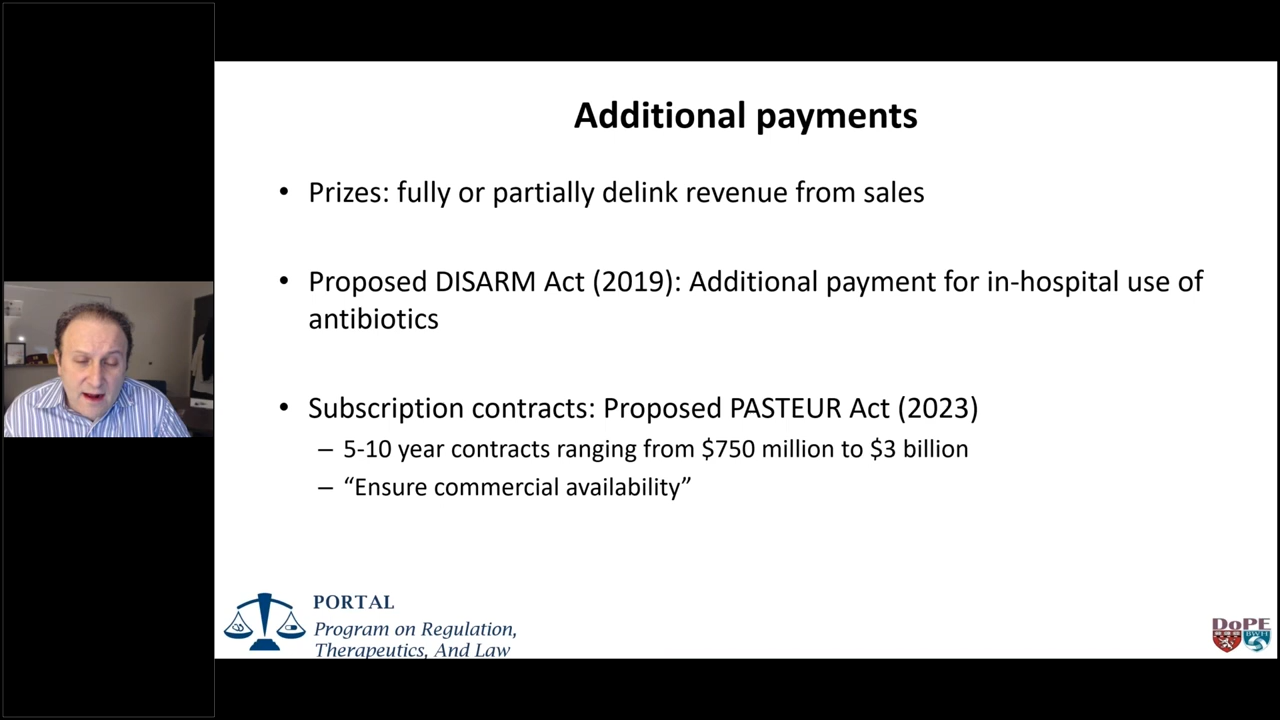 Additional payments
• Prizes: fully or partially delink revenue from sales
• Proposed DISARM Act (2019): Additional payment for in-hospital use of
antibiotics
• Subscription contracts: Proposed PASTEUR Act (2023)
– 5-10 year contracts ranging from $750 million to $3 billion
– “Ensure commercial availability”
PORTAL
Program on Regulation,
Therapeutics, And Law
DoPE
BWH